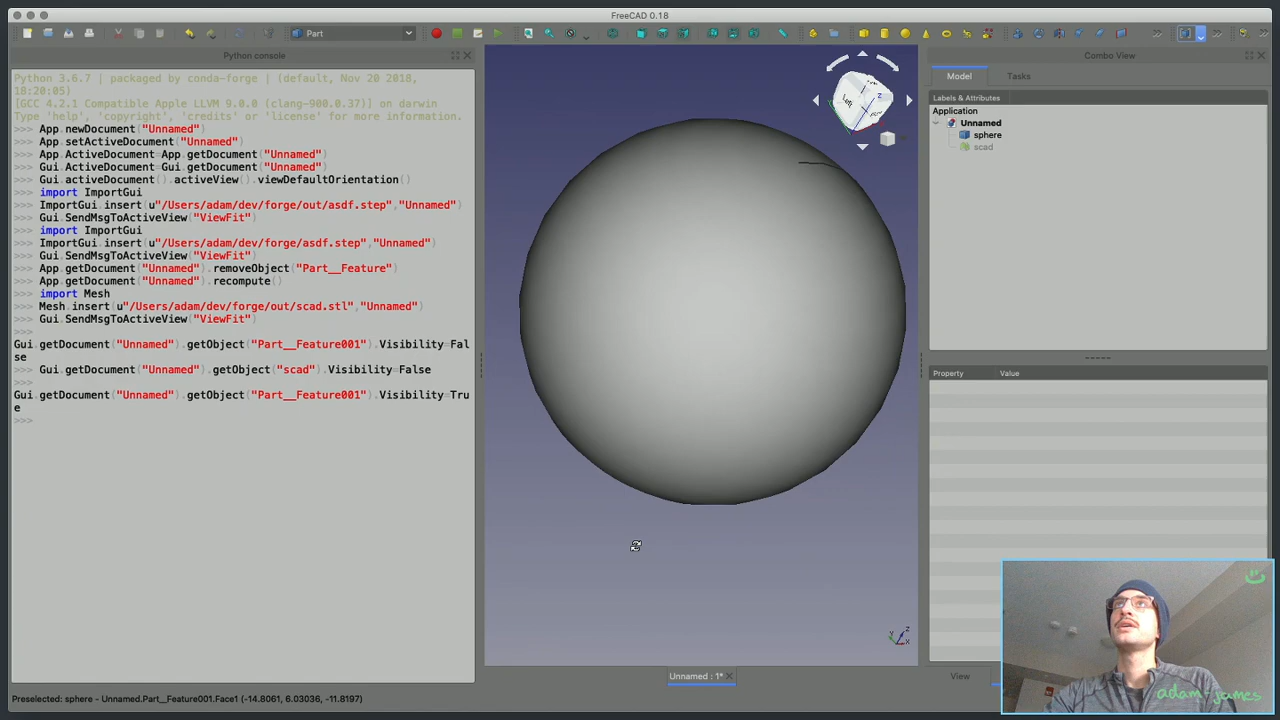 FreeCAD 0.18
Part
Python console
Combo View
Python 3.6.7 | packaged by conda-forge | (default, Nov 20 2018,
18:20:05)
[GCC 4.2.1 Compatible Apple LLVM 9.0.0 (clang-900.0.37)] on darwin
Type 'help', 'copyright', 'credits' or 'license' for more information.
>>> App.newDocument("Unnamed")
>>> App.setActiveDocument("Unnamed")
>>> App.ActiveDocument=App.getDocument("Unnamed")
>>> Gui.ActiveDocument=Gui.getDocument("Unnamed")
>>> Gui.activeDocument().activeView().viewDefaultOrientation()
>>> import ImportGui
>>> ImportGui.insert(u"/Users/adam/dev/forge/out/asdf.step","Unnamed")
>>> Gui.SendMsgToActiveView("ViewFit")
>>> import ImportGui
>>> ImportGui.insert(u"/Users/adam/dev/forge/asdf.step","Unnamed")
>>> Gui.SendMsgToActiveView("ViewFit")
>>> App.getDocument("Unnamed").removeObject("Part__Feature")
>>> App.getDocument("Unnamed").recompute()
>>> import Mesh
>>> Mesh.insert(u"/Users/adam/dev/forge/out/scad.stl","Unnamed")
>>> Gui.SendMsgToActiveView("ViewFit")
>>>
Gui.getDocument("Unnamed").getObject("Part__Feature001").Visibility=Fal
se
>>> Gui.getDocument("Unnamed").getObject("scad").Visibility=False
>>>
Gui.getDocument("Unnamed").getObject("Part__Feature001").Visibility=Tru
e
>>>
Left
Z
Y
Z
X
Unnamed : 1*
Model
Tasks
Labels & Attributes
Application
Unnamed
sphere
scad
Property
Value
View
adam-james
Preselected: sphere - Unnamed.Part__Feature001.Face1 (-14.8061, 6.03036, -11.8197)